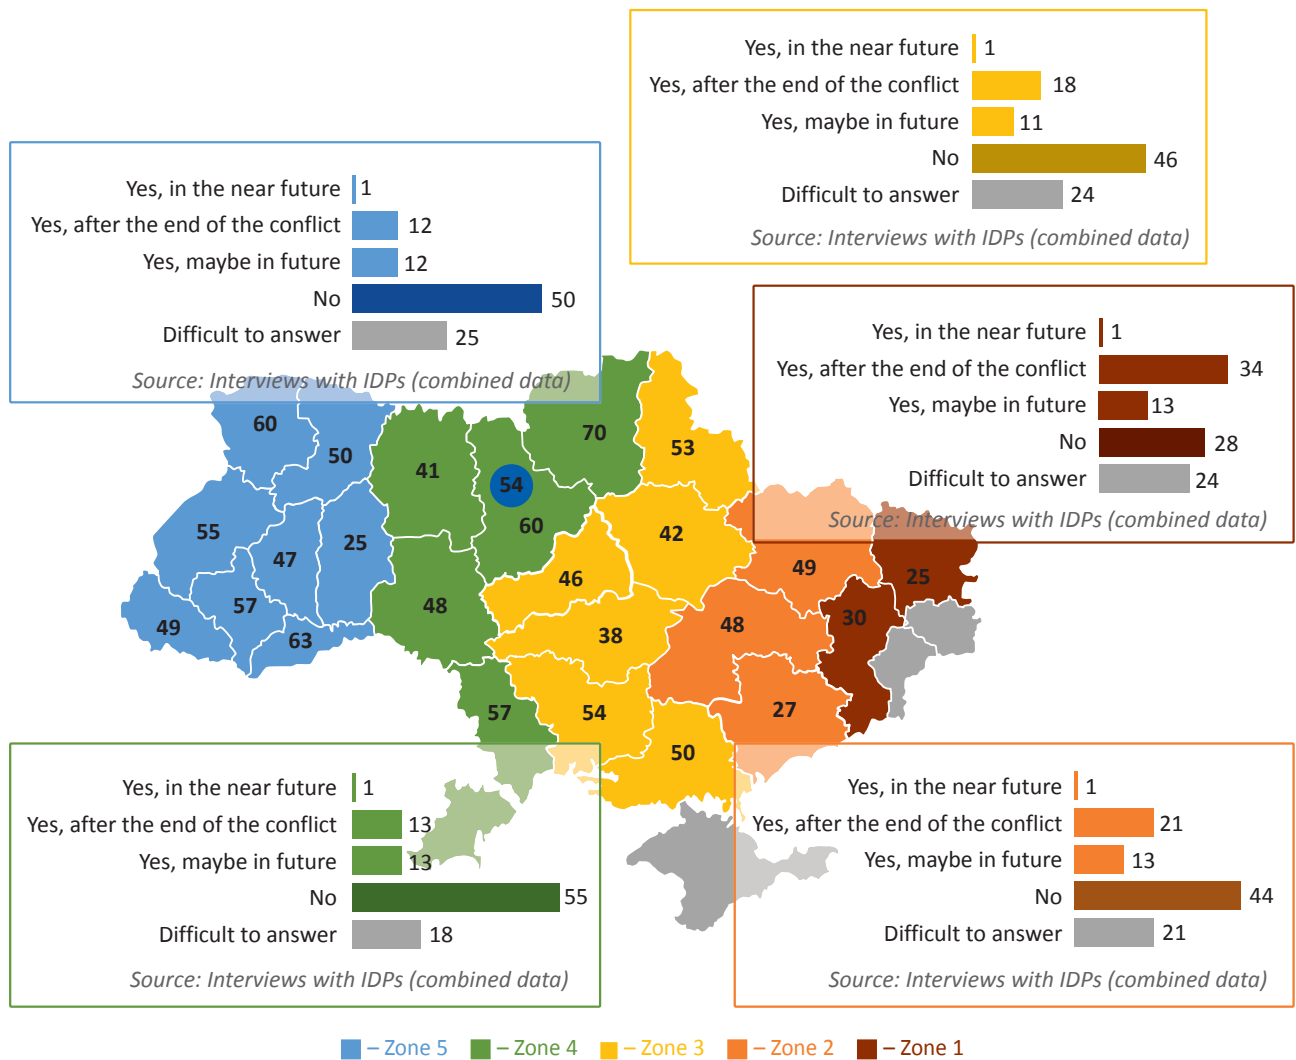 Yes, in the near future 1
Yes, after the end of the conflict 18
Yes, maybe in future 11
No 46
Difficult to answer 24
Source: Interviews with IDPs (combined data)
Yes, in the near future 1
Yes, after the end of the conflict 12
Yes, maybe in future 12
No 50
Difficult to answer 25
Source: Interviews with IDPs (combined data)
Yes, in the near future 1
Yes, after the end of the conflict 34
Yes, maybe in future 13
No 28
Difficult to answer 24
Source: Interviews with IDPs (combined data)
60
50
41
54
70
53
60
55
47
25
42
49
25
46
57
49
63
48
38
48
30
57
54
50
27
Yes, in the near future 1
Yes, after the end of the conflict 13
Yes, maybe in future 13
No 55
Difficult to answer 18
Source: Interviews with IDPs (combined data)
Yes, in the near future 1
Yes, after the end of the conflict 21
Yes, maybe in future 13
No 44
Difficult to answer 21
Source: Interviews with IDPs (combined data)
– Zone 5 – Zone 4 – Zone 3 – Zone 2 – Zone 1